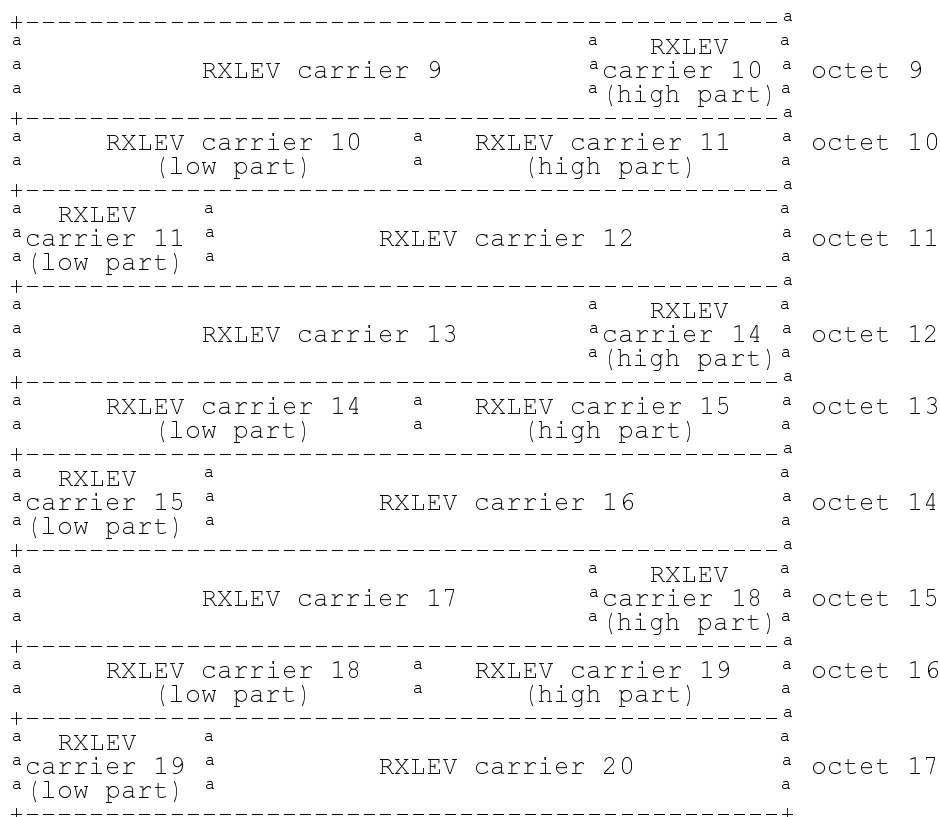 +------------------------------------------------a
a a RXLEV a
a RXLEV carrier 9 a carrier 10 a octet 9
a a (high part) a
+------------------------------------------------a
a RXLEV carrier 10 a RXLEV carrier 11 a octet 10
a (low part) a (high part) a
+------------------------------------------------a
a RXLEV a a
a carrier 11 a RXLEV carrier 12 a octet 11
a (low part) a a
+------------------------------------------------a
a a RXLEV a
a RXLEV carrier 13 a carrier 14 a octet 12
a a (high part) a
+------------------------------------------------a
a RXLEV carrier 14 a RXLEV carrier 15 a octet 13
a (low part) a (high part) a
+------------------------------------------------a
a RXLEV a a
a carrier 15 a RXLEV carrier 16 a octet 14
a (low part) a a
+------------------------------------------------a
a a RXLEV a
a RXLEV carrier 17 a carrier 18 a octet 15
a a (high part) a
+------------------------------------------------a
a RXLEV carrier 18 a RXLEV carrier 19 a octet 16
a (low part) a (high part) a
+------------------------------------------------a
a RXLEV a a
a carrier 19 a RXLEV carrier 20 a octet 17
a (low part) a a
+------------------------------------------------+